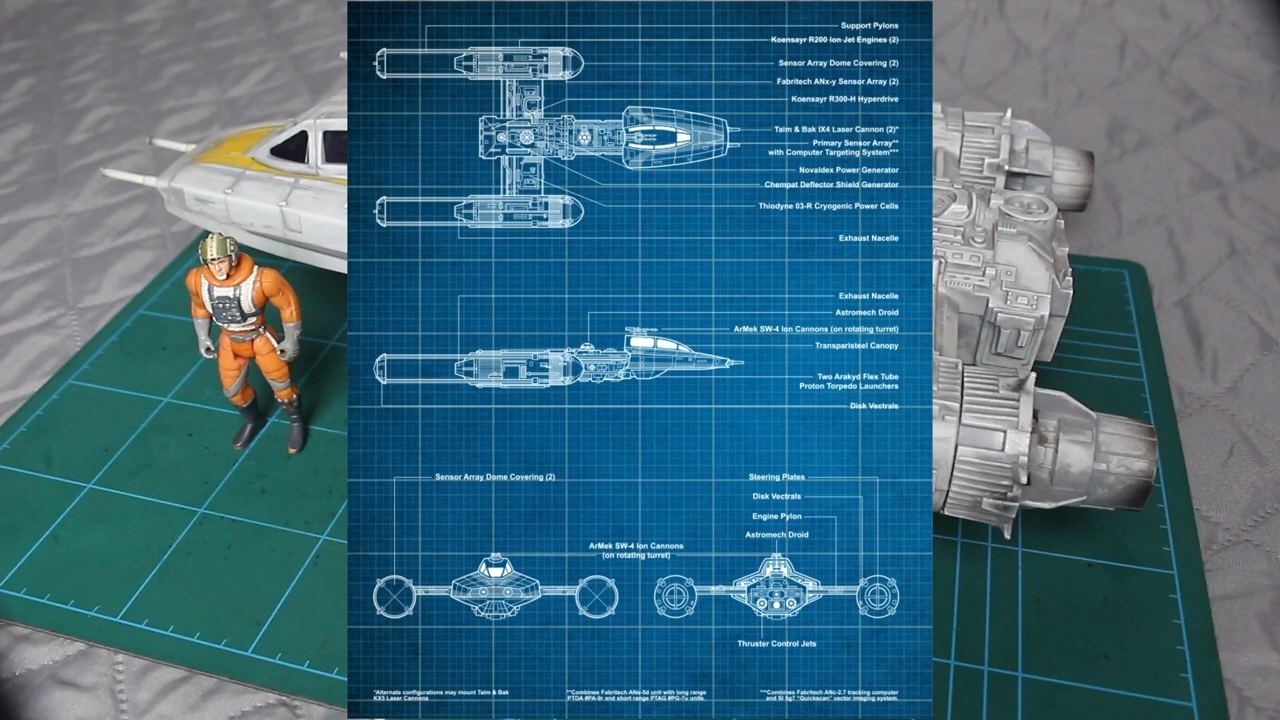 Support Pylons
Koensayr R200 Ion Jet Engines (2)
Sensor Array Dome Covering (2)
Fabritech ANx-y Sensor Array (2)
Koensayr R300-H Hyperdrive
Taim & Bak IX4 Laser Cannon (2)*
Primary Sensor Array**
with Computer Targeting System***
Novaldex Power Generator
Chempat Deflector Shield Generator
Thiodyne 03-R Cryogenic Power Cells
Exhaust Nacelle
Exhaust Nacelle
Astromech Droid
ArMek SW-4 Ion Cannons (on rotating turret)
Transparisteel Canopy
Two Arakyd Flex Tube
Proton Torpedo Launchers
Disk Vectrals
Sensor Array Dome Covering (2)
Steering Plates
Disk Vectrals
Engine Pylon
Astromech Droid
ArMek SW-4 Ion Cannons
(on rotating turret)
Thruster Control Jets
*Alternate configurations may mount Taim & Bak
KX5 Laser Cannons
**Combines Fabritech ANs-5d unit with long range
PTDA #PA-9r and short range PTAG #PG-7u units.
***Combines Fabritech ANc-2.7 tracking computer
and SI 5g7 "Quickscan" vector imaging system.